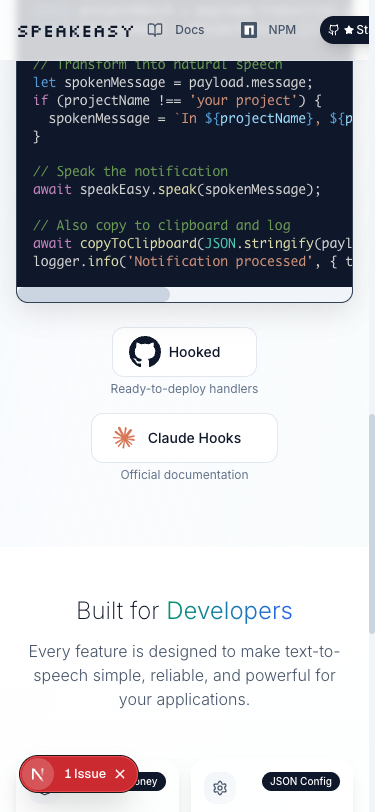 SPEAKEASY Docs NPM St
// Transform into natural speech
let spokenMessage = payload.message;
if (projectName !== 'your project') {
spokenMessage = `In ${projectName}, ${p
}
// Speak the notification
await speakEasy.speak(spokenMessage);
// Also copy to clipboard and log
await copyToClipboard(JSON.stringify(payl
logger.info('Notification processed', { t
Hooked
Ready-to-deploy handlers
Claude Hooks
Official documentation
Built for Developers
Every feature is designed to make text-to-
speech simple, reliable, and powerful for
your applications.
N 1 Issue
oney
JSON Config